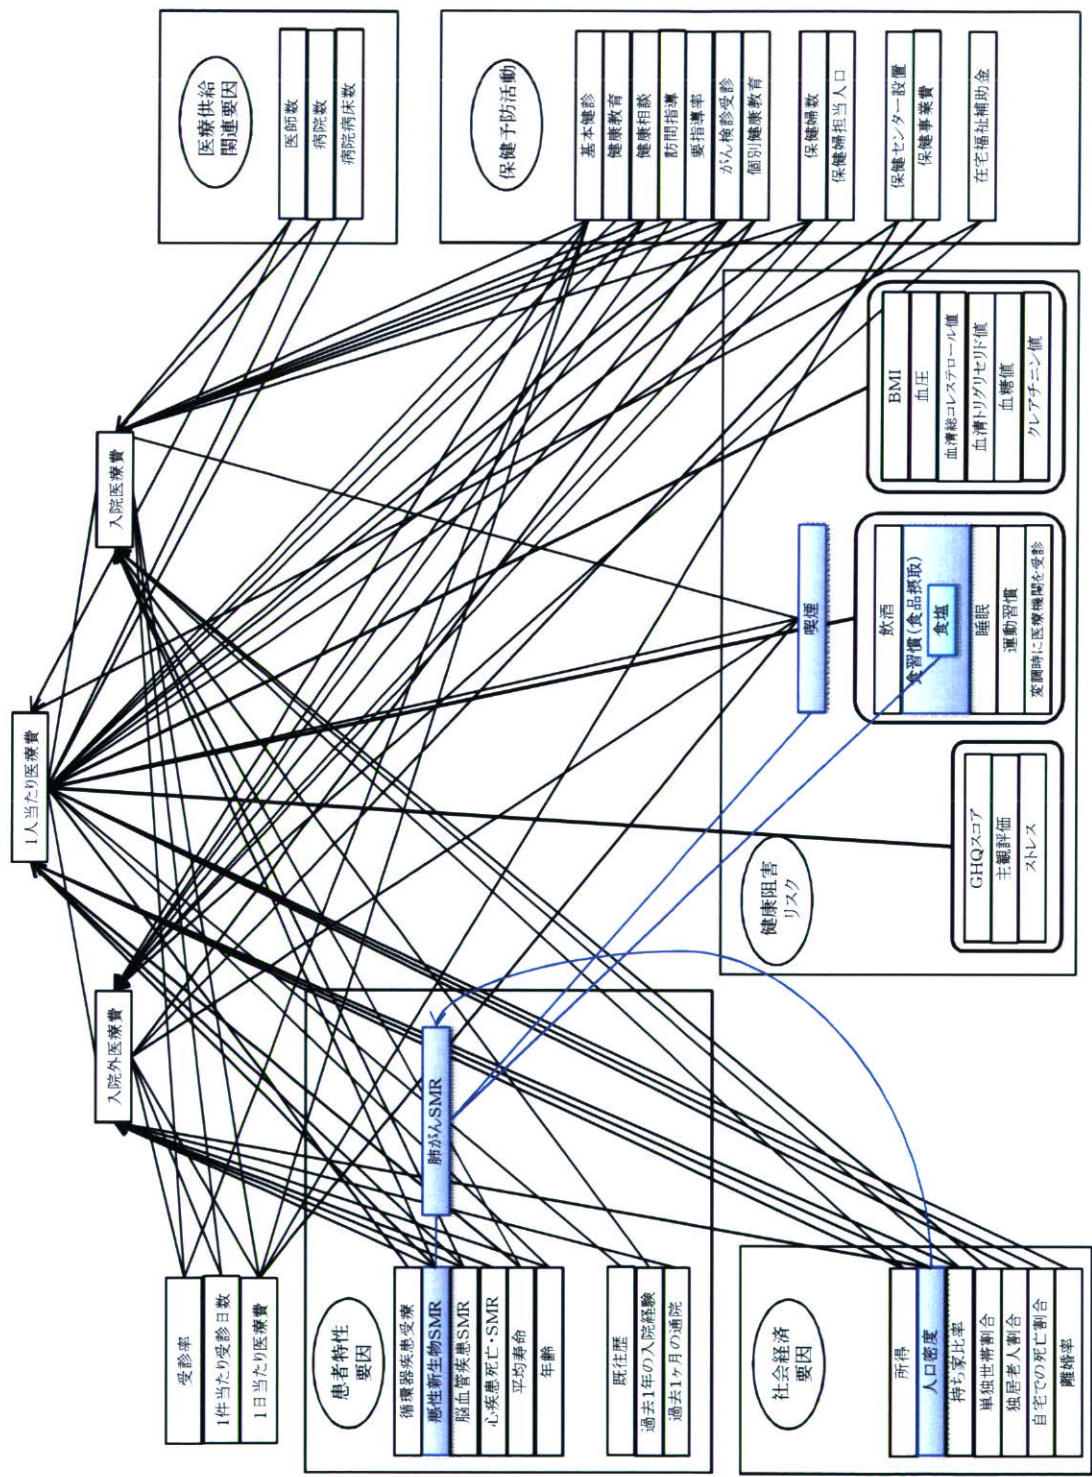 1人当たり医療費
入院外医療費
入院医療費
受診率
1件当たり受診日数
1日当たり医療費
患者特性
要因
循環器疾患受療
悪性新生物SMR
脳血管疾患SMR
心疾患死亡・SMR
平均寿命
年齢
肺がんSMR
既往歴
過去1年の入院経験
過去1ヶ月の通院
社会経済
要因
所得
人口密度
持ち家比率
単独世帯割合
独居老人割合
自宅での死亡割合
離婚率
健康阻害
リスク
GHQスコア
主観評価
ストレス
喫煙
飲酒
食習慣(食品摂取)
食塩
睡眠
運動習慣
変調時に医療機関を受診
BMI
血圧
血清総コレステロール値
血清トリグリセリド値
血糖値
クレアチニン値
医療供給
関連要因
医師数
病院数
病院病床数
保健予防活動
基本健診
健康教育
健康相談
訪問指導
要指導率
がん検診受診
個別健康教育
保健婦数
保健婦担当人口
保健センター設置
保健事業費
在宅福祉補助金